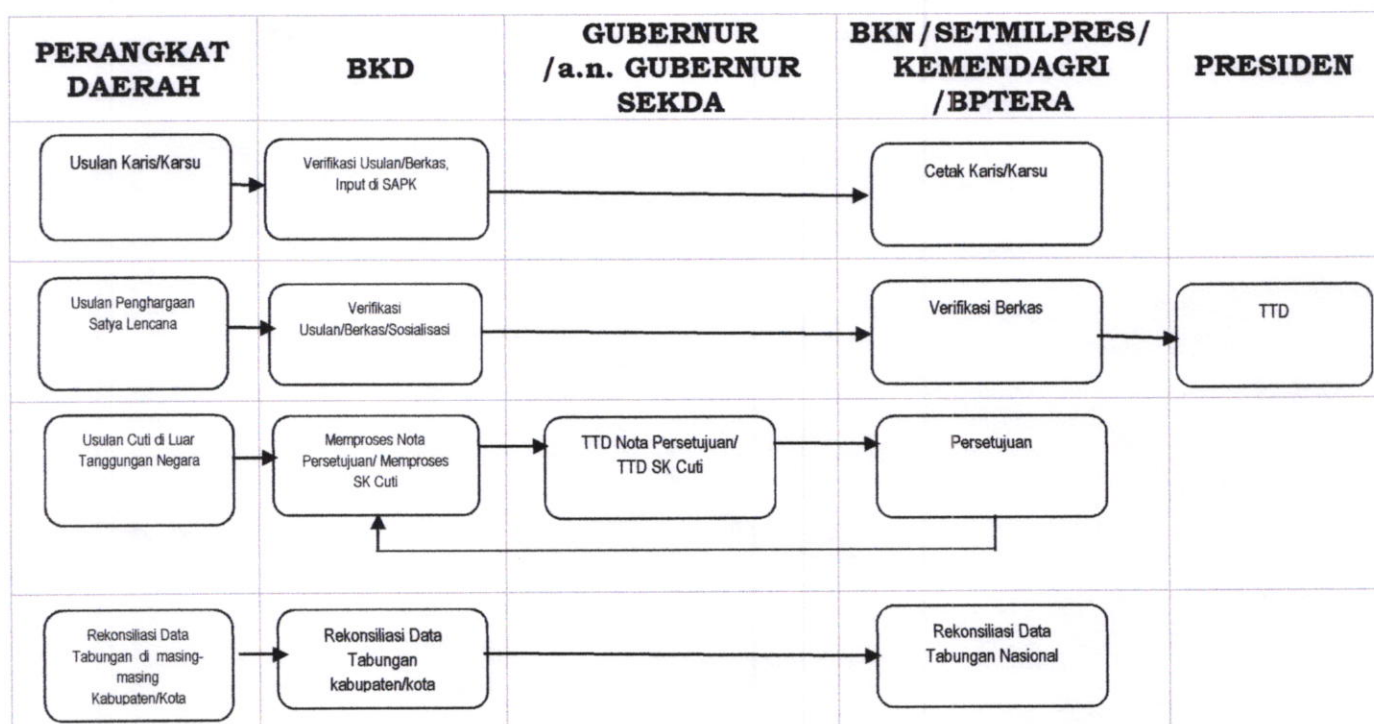 PERANGKAT
DAERAH
BKD
GUBERNUR
/a.n. GUBERNUR
SEKDA
BKN/SETMILPRES/
KEMENDAGRI
/BPTERA
PRESIDEN
Usulan Karis/Karsu
Verifikasi Usulan/Berkas,
Input di SAPK
Cetak Karis/Karsu
Usulan Penghargaan
Satya Lencana
Verifikasi
Usulan/Berkas/Sosialisasi
Verifikasi Berkas
TTD
Usulan Cuti di Luar
Tanggungan Negara
Memproses Nota
Persetujuan/ Memproses
SK Cuti
TTD Nota Persetujuan/
TTD SK Cuti
Persetujuan
Rekonsiliasi Data
Tabungan di masing-
masing
Kabupaten/Kota
Rekonsiliasi Data
Tabungan
kabupaten/kota
Rekonsiliasi Data
Tabungan Nasional